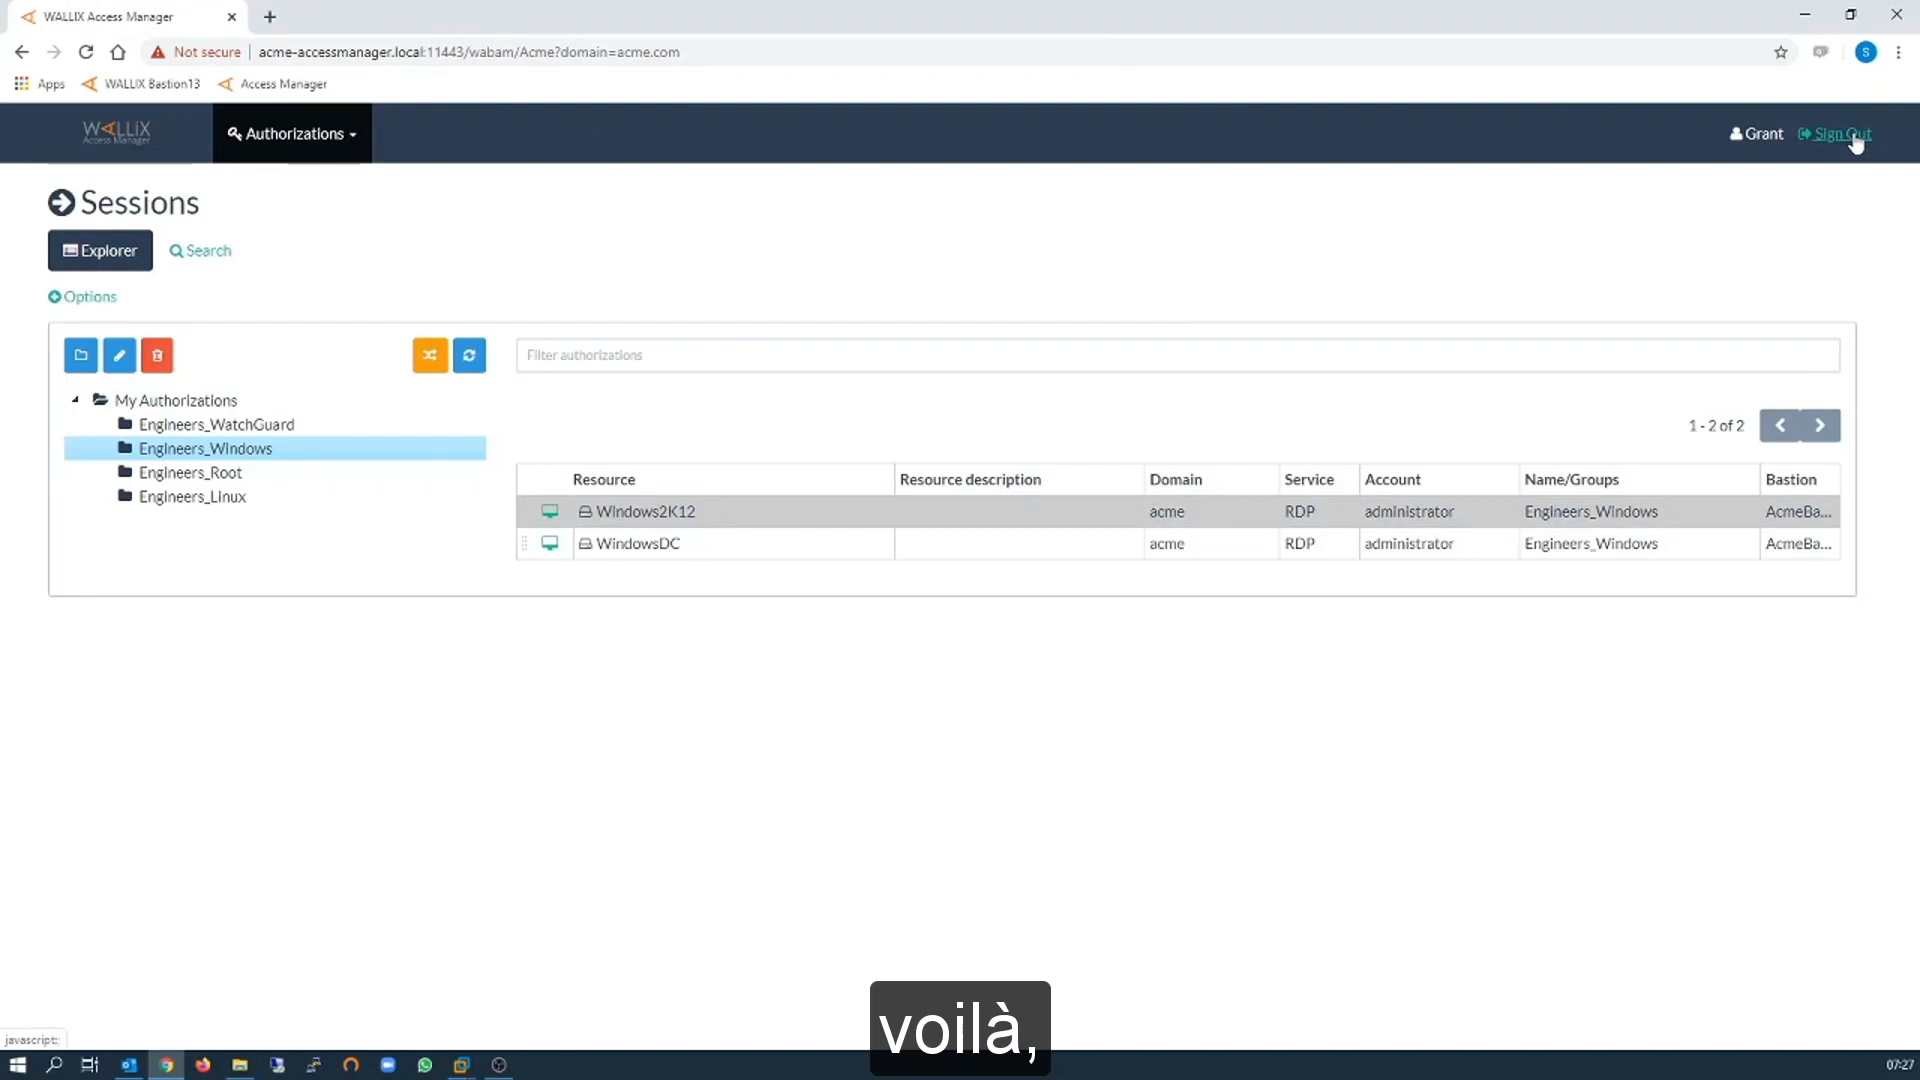 WALLIX Access Manager
Not secure
acme-accessmanager.local:11443/wabam/Acme?domain=acme.com
S
Apps
WALLIX Bastion13
Access Manager
WALLIX
Access Manager
Authorizations
Grant
Sign Out
Sessions
Explorer
Search
Options
Filter authorizations
My Authorizations
Engineers_WatchGuard
Engineers_Windows
Engineers_Root
Engineers_Linux
1 - 2 of 2
Resource Resource description Domain Service Account Name/Groups Bastion
Windows2K12 acme RDP administrator Engineers_Windows AcmeBa...
WindowsDC acme RDP administrator Engineers_Windows AcmeBa...
voilà,
javascript:;
07:27